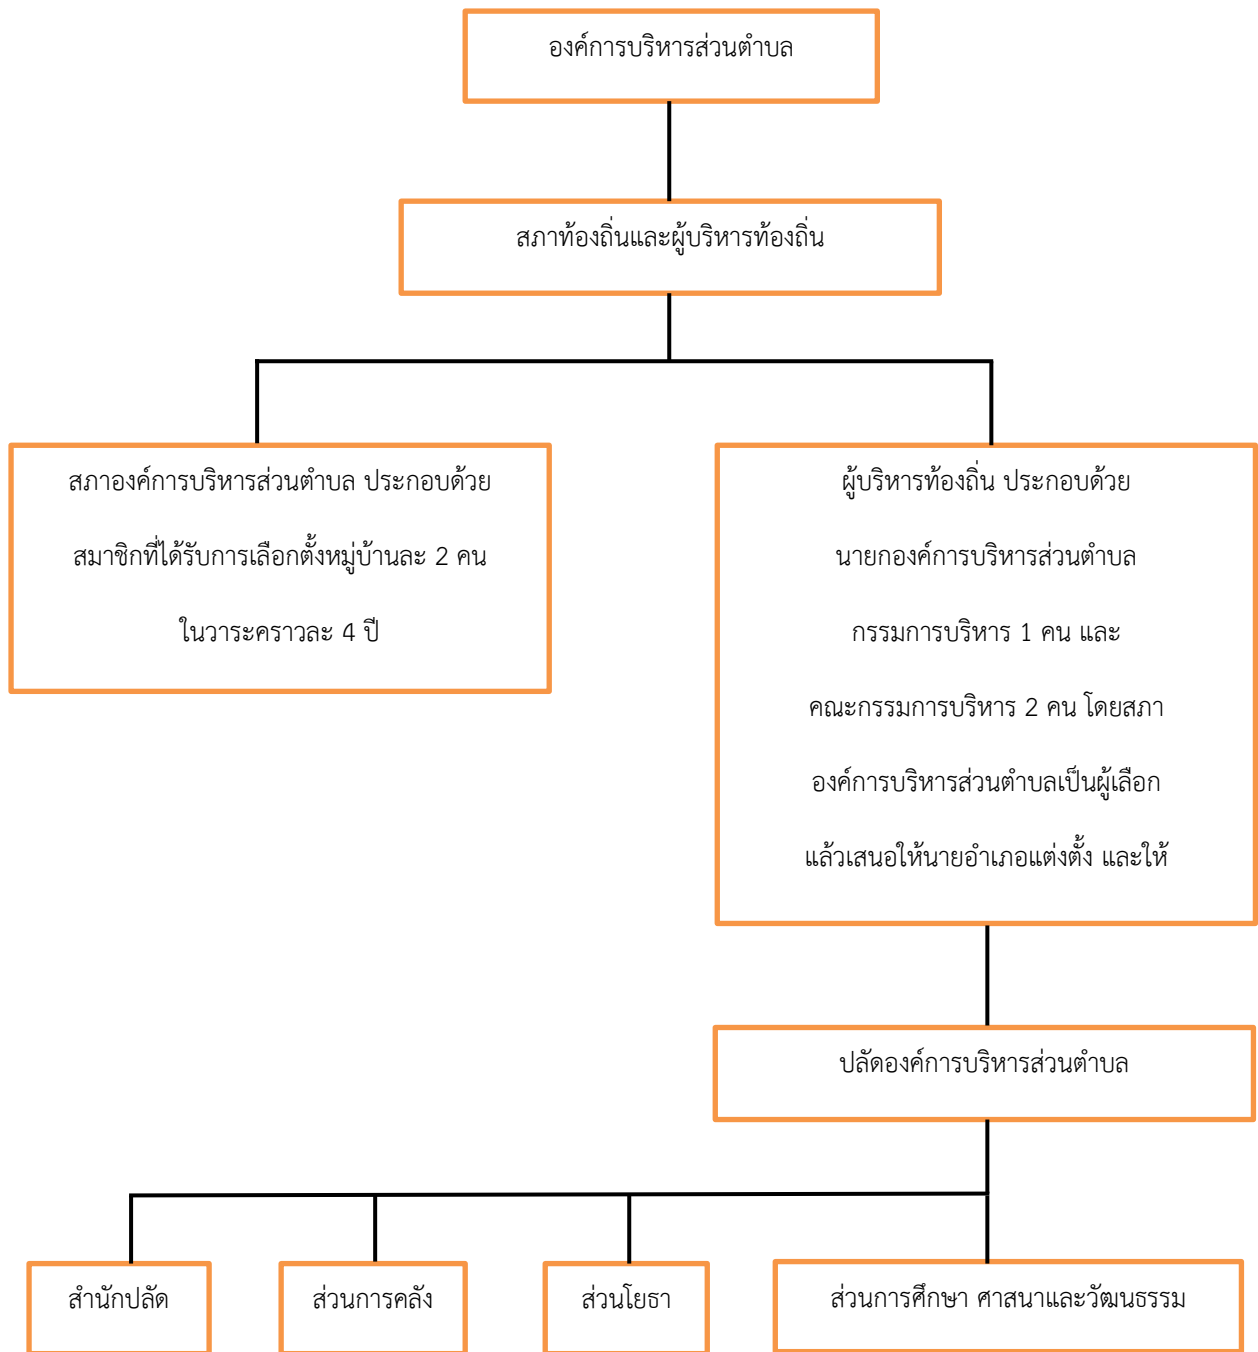 องค์การบริหารส่วนตำบล
สภาท้องถิ่นและผู้บริหารท้องถิ่น
สภาองค์การบริหารส่วนตำบล ประกอบด้วย
สมาชิกที่ได้รับการเลือกตั้งหมู่บ้านละ 2 คน
ในวาระคราวละ 4 ปี
ผู้บริหารท้องถิ่น ประกอบด้วย
นายกองค์การบริหารส่วนตำบล
กรรมการบริหาร 1 คน และ
คณะกรรมการบริหาร 2 คน โดยสภา
องค์การบริหารส่วนตำบลเป็นผู้เลือก
แล้วเสนอให้นายอำเภอแต่งตั้ง และให้
ปลัดองค์การบริหารส่วนตำบล
สำนักปลัด
ส่วนการคลัง
ส่วนโยธา
ส่วนการศึกษา ศาสนาและวัฒนธรรม